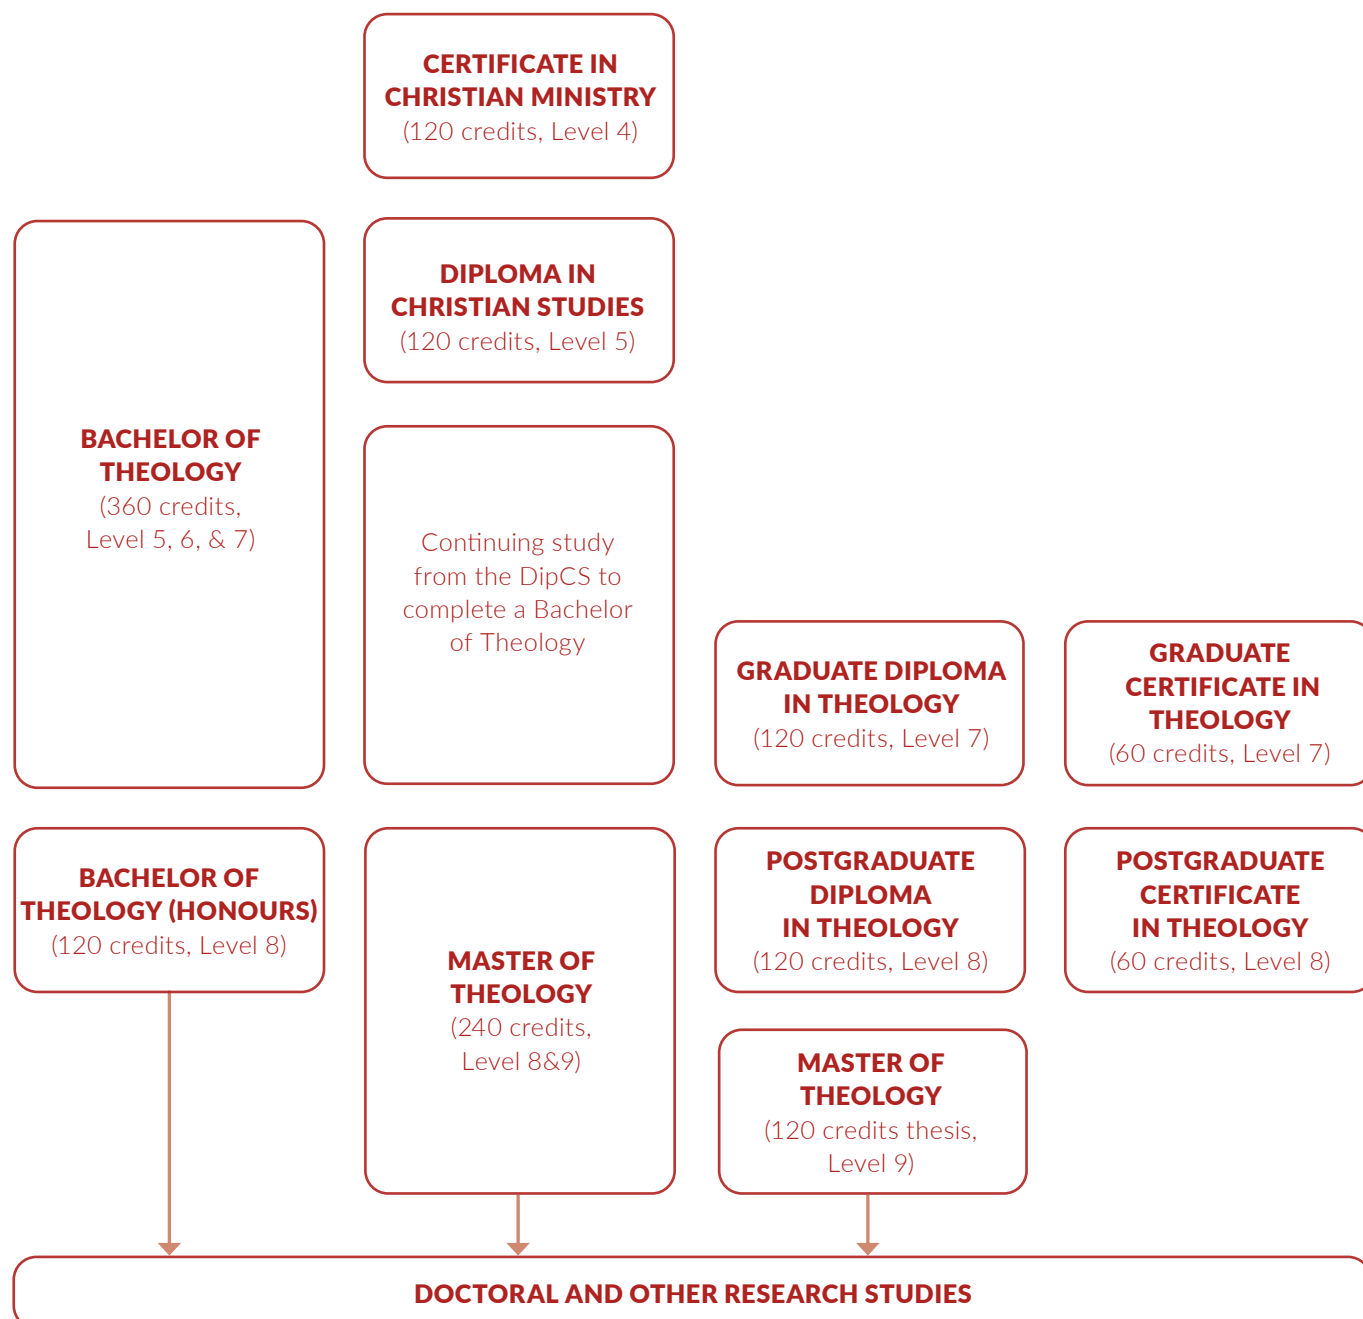 CERTIFICATE IN
CHRISTIAN MINISTRY
(120 credits, Level 4)
DIPLOMA IN
CHRISTIAN STUDIES
(120 credits, Level 5)
BACHELOR OF
THEOLOGY
(360 credits,
Level 5, 6, & 7)
Continuing study
from the DipCS to
complete a Bachelor
of Theology
GRADUATE DIPLOMA
IN THEOLOGY
(120 credits, Level 7)
GRADUATE
CERTIFICATE IN
THEOLOGY
(60 credits, Level 7)
BACHELOR OF
THEOLOGY (HONOURS)
(120 credits, Level 8)
MASTER OF
THEOLOGY
(240 credits,
Level 8&9)
POSTGRADUATE
DIPLOMA
IN THEOLOGY
(120 credits, Level 8)
POSTGRADUATE
CERTIFICATE
IN THEOLOGY
(60 credits, Level 8)
MASTER OF
THEOLOGY
(120 credits thesis,
Level 9)
DOCTORAL AND OTHER RESEARCH STUDIES